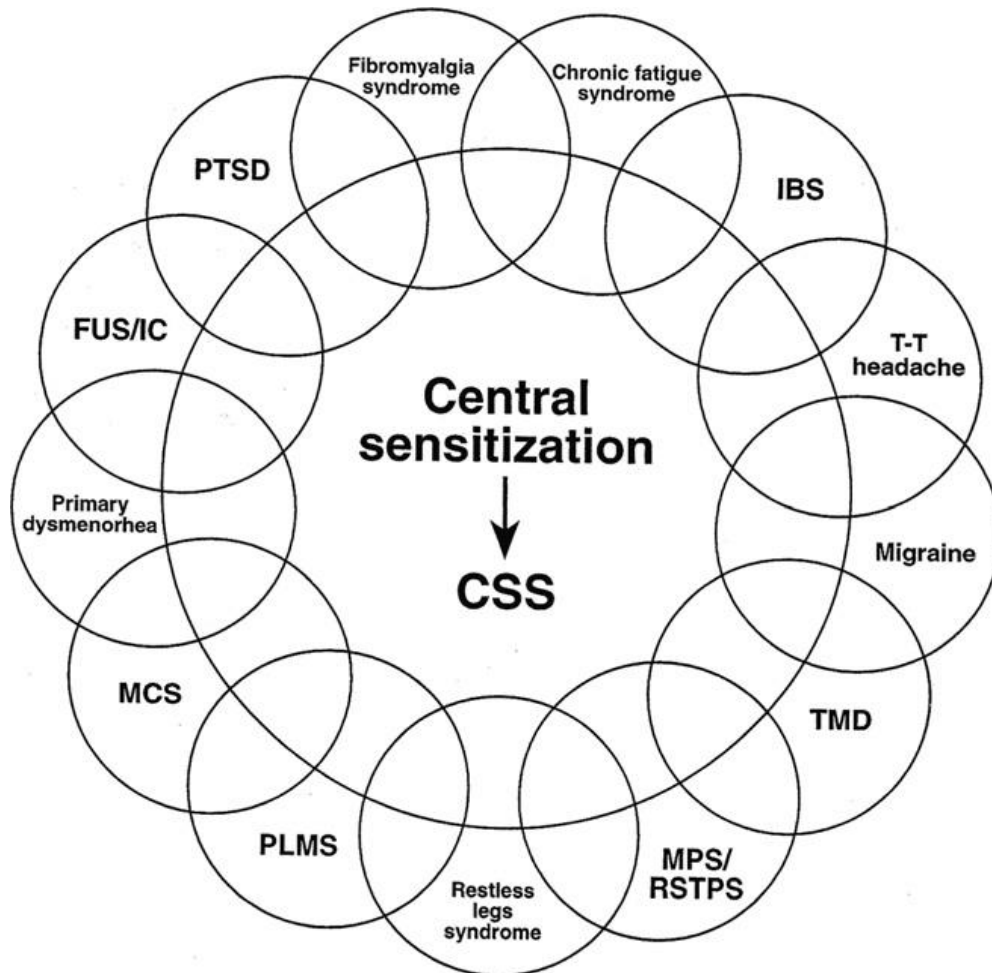 Fibromyalgia
syndrome
Chronic fatigue
syndrome
PTSD
IBS
FUS/IC
T-T
headache
Central
sensitization
CSS
Primary
dysmenorhea
Migraine
MCS
TMD
PLMS
MPS/
RSTPS
Restless
legs
syndrome